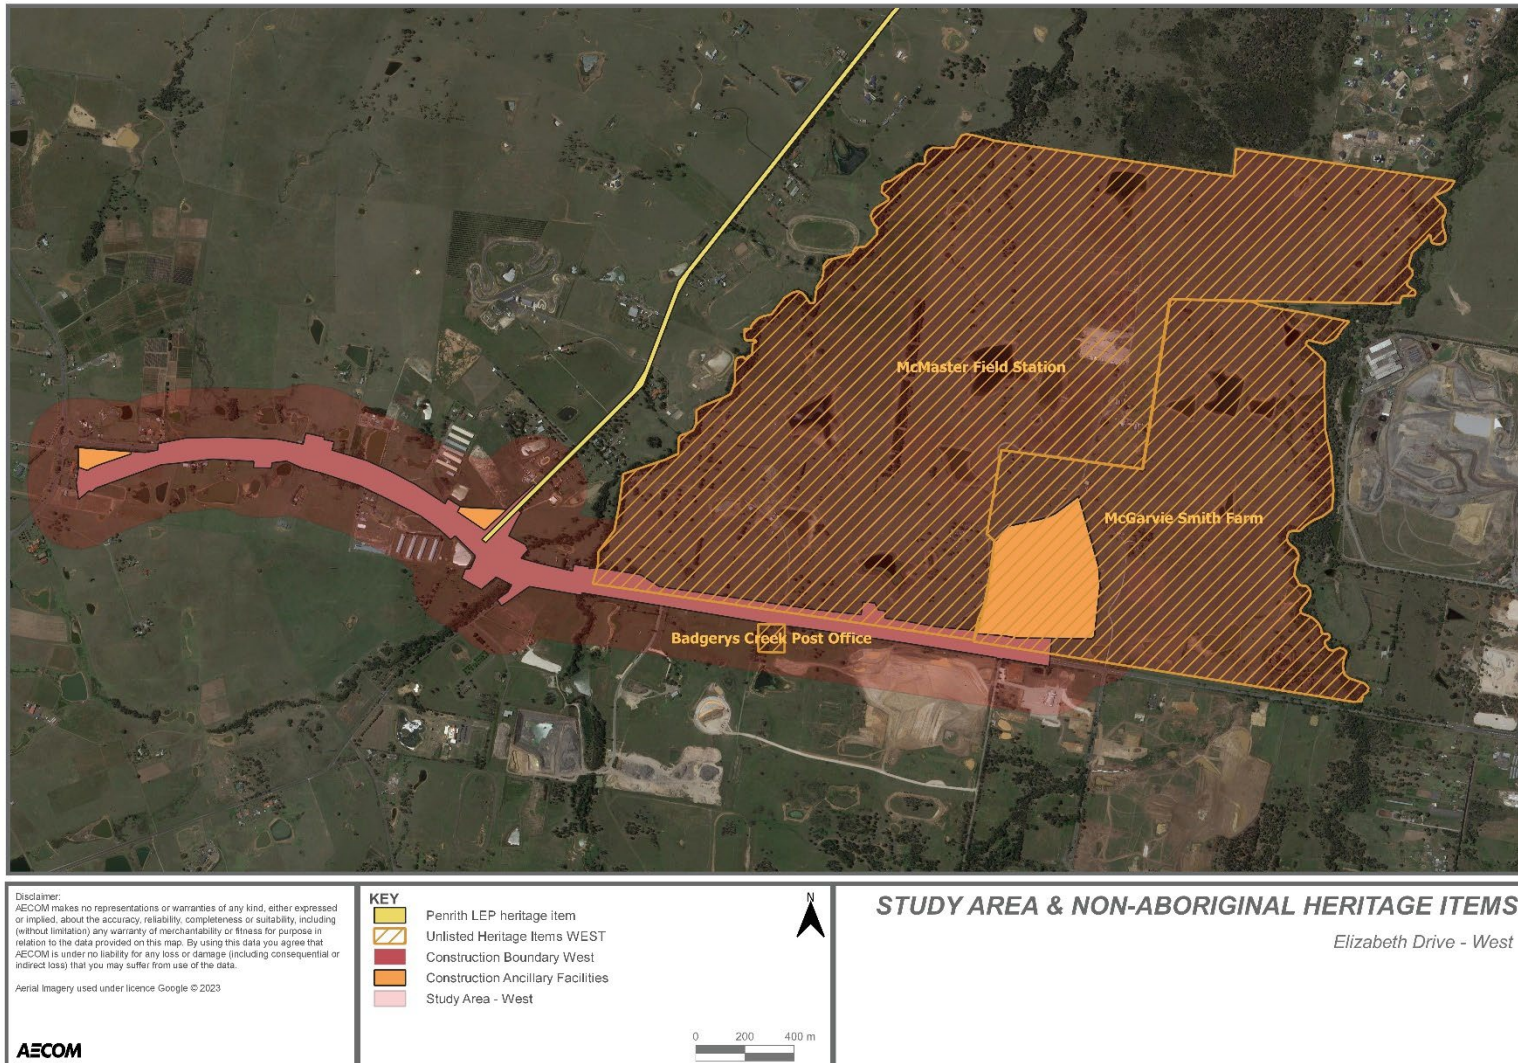 McMaster Field Station
McGarvie Smith Farm
Badgerys Creek Post Office
Disclaimer:
AECOM makes no representations or warranties of any kind, either expressed
or implied, about the accuracy, reliability, completeness or suitability, including
(without limitation) any warranty of merchantability or fitness for purpose in
relation to the data provided on this map. By using this data you agree that
AECOM is under no liability for any loss or damage (including consequential or
indirect loss) that you may suffer from use of the data.
Aerial Imagery used under licence Google © 2023
AECOM
KEY
Penrith LEP heritage item
Unlisted Heritage Items WEST
Construction Boundary West
Construction Ancillary Facilities
Study Area - West
N
0 200 400 m
STUDY AREA & NON-ABORIGINAL HERITAGE ITEMS
Elizabeth Drive - West